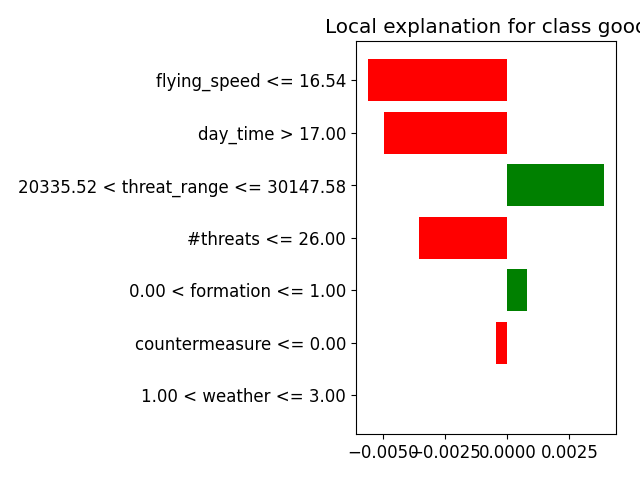 Local explanation for class good
flying_speed <= 16.54
day_time > 17.00
20335.52 < threat_range <= 30147.58
#threats <= 26.00
0.00 < formation <= 1.00
countermeasure <= 0.00
1.00 < weather <= 3.00
−0.0050 −0.0025 0.0000 0.0025